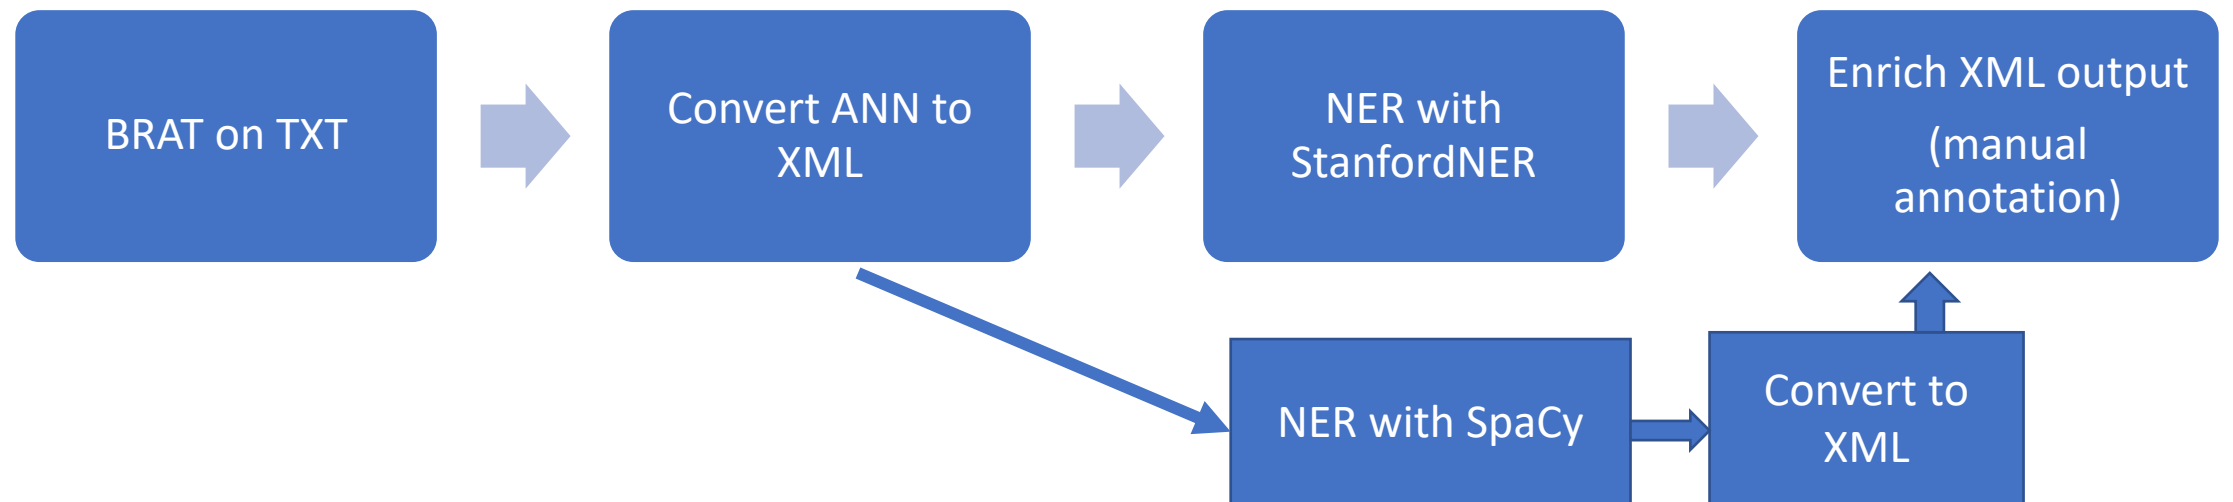 BRAT on TXT
Convert ANN to
XML
NER with
StanfordNER
Enrich XML output
(manual
annotation)
NER with SpaCy
Convert to
XML